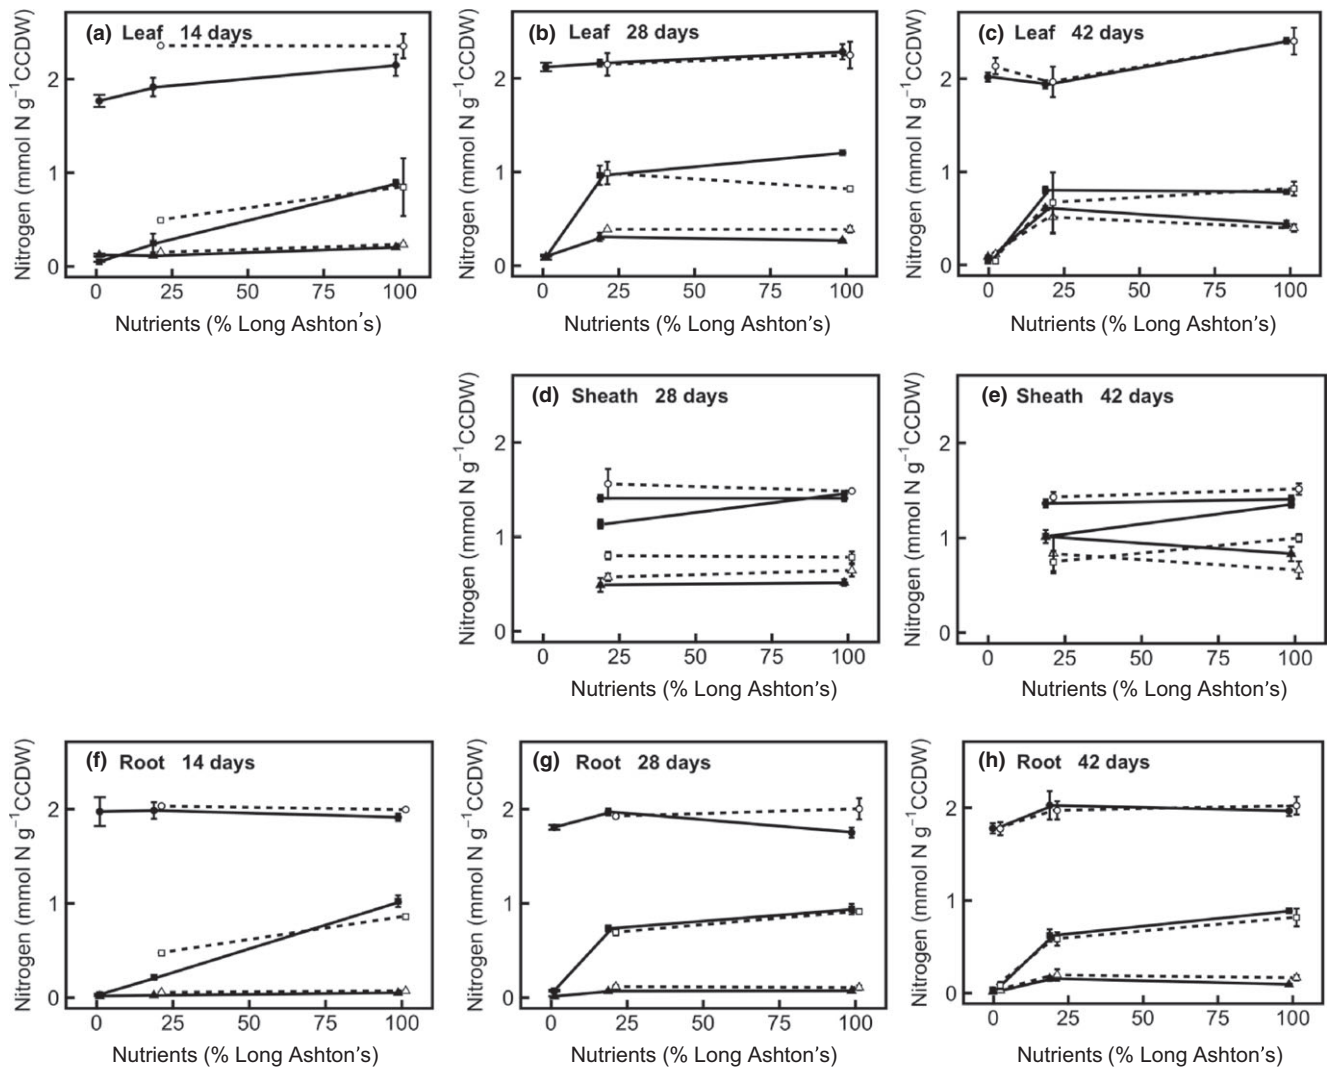 (a) Leaf 14 days
Nitrogen (mmol N g⁻¹CCDW)
2
1
0
0 25 50 75 100
Nutrients (% Long Ashton's)
(b) Leaf 28 days
Nitrogen (mmol N g⁻¹CCDW)
2
1
0
0 25 50 75 100
Nutrients (% Long Ashton's)
(c) Leaf 42 days
Nitrogen (mmol N g⁻¹CCDW)
2
1
0
0 25 50 75 100
Nutrients (% Long Ashton's)
(d) Sheath 28 days
Nitrogen (mmol N g⁻¹CCDW)
2
1
0
0 25 50 75 100
Nutrients (% Long Ashton's)
(e) Sheath 42 days
Nitrogen (mmol N g⁻¹CCDW)
2
1
0
0 25 50 75 100
Nutrients (% Long Ashton's)
(f) Root 14 days
Nitrogen (mmol N g⁻¹CCDW)
2
1
0
0 25 50 75 100
Nutrients (% Long Ashton's)
(g) Root 28 days
Nitrogen (mmol N g⁻¹CCDW)
2
1
0
0 25 50 75 100
Nutrients (% Long Ashton's)
(h) Root 42 days
Nitrogen (mmol N g⁻¹CCDW)
2
1
0
0 25 50 75 100
Nutrients (% Long Ashton's)